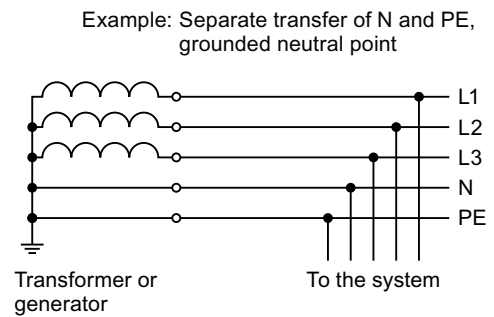 Example: Separate transfer of N and PE,
grounded neutral point
L1
L2
L3
N
PE
Transformer or
generator
To the system